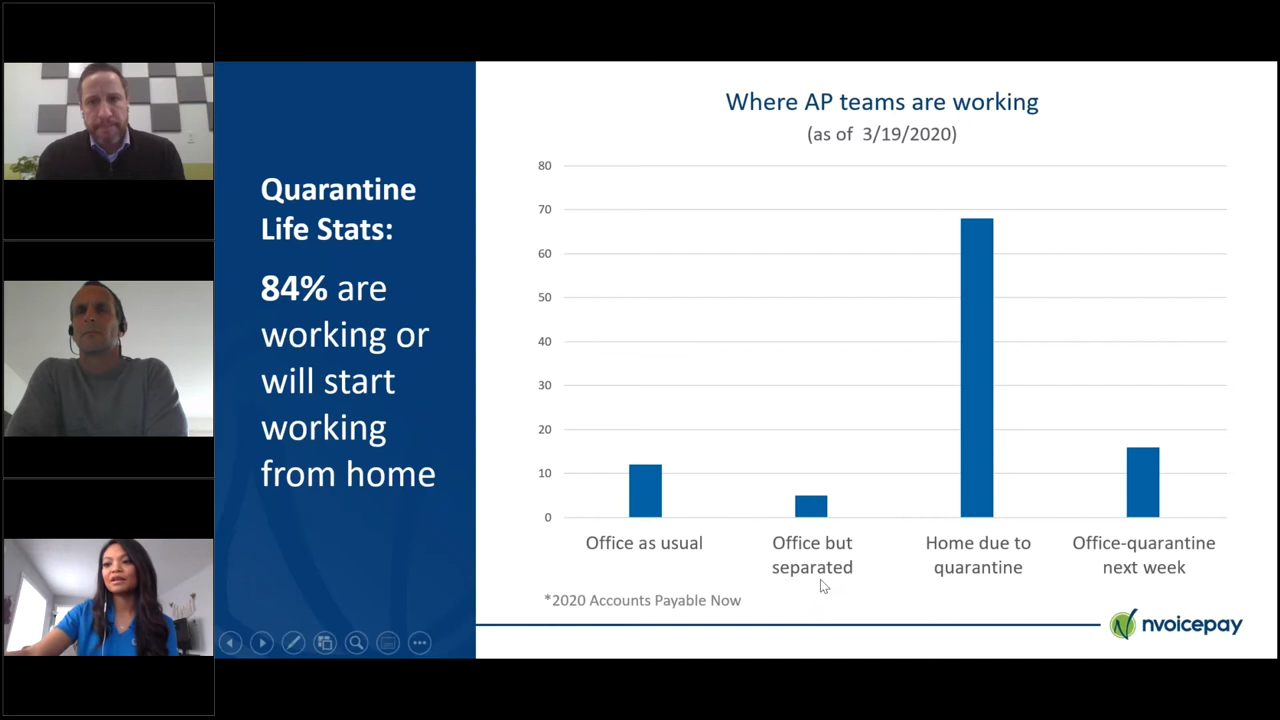 Quarantine
Life Stats:
84% are
working or
will start
working
from home
Where AP teams are working
(as of 3/19/2020)
80
70
60
50
40
30
20
10
0
Office as usual
Office but
separated
Home due to
quarantine
Office-quarantine
next week
*2020 Accounts Payable Now
nvoicepay